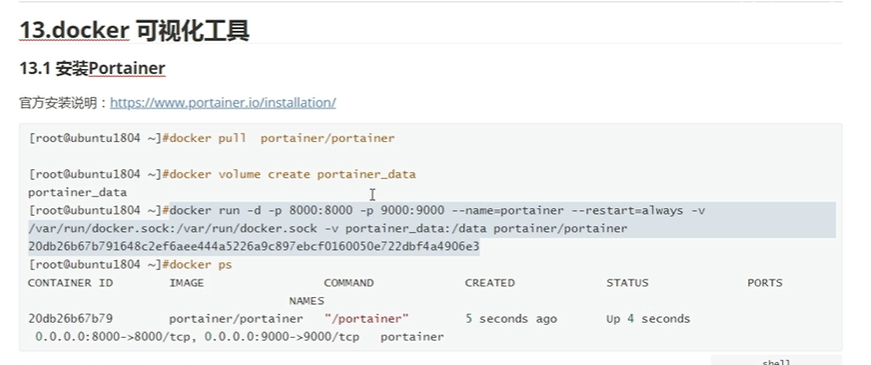 13.docker 可视化工具
13.1 安装Portainer
官方安装说明：https://www.portainer.io/installation/
[root@ubuntu1804 ~]#docker pull  portainer/portainer
[root@ubuntu1804 ~]#docker volume create portainer_data
portainer_data
[root@ubuntu1804 ~]#docker run -d -p 8000:8000 -p 9000:9000 --name=portainer --restart=always -v
/var/run/docker.sock:/var/run/docker.sock -v portainer_data:/data portainer/portainer
20db26b67b791648c2ef6aee444a5226a9c897ebcf0160050e722dbf4a4906e3
[root@ubuntu1804 ~]#docker ps
CONTAINER ID        IMAGE                 COMMAND             CREATED             STATUS              PORTS
NAMES
20db26b67b79        portainer/portainer   "/portainer"        5 seconds ago       Up 4 seconds
0.0.0.0:8000->8000/tcp, 0.0.0.0:9000->9000/tcp   portainer
shell